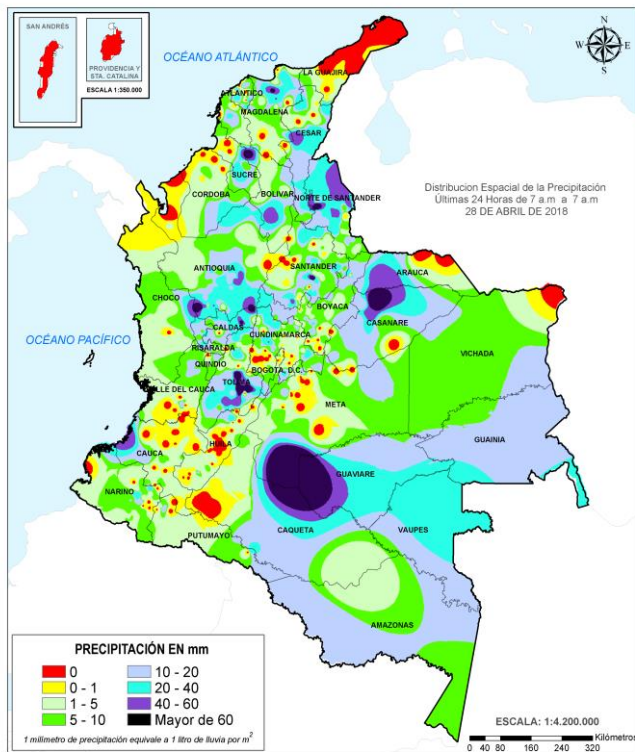 SAN ANDRÉS
PROVIDENCIA Y
STA. CATALINA
ESCALA 1:350.000
OCÉANO ATLÁNTICO
N
W E
S
LA GUAJIRA
ATLÁNTICO
MAGDALENA
CESAR
SUCRE
CORDOBA
BOLIVAR
NORTE DE SANTANDER
Distribucion Espacial de la Precipitación
Últimas 24 Horas de 7 a.m a 7 a.m
28 DE ABRIL DE 2018
ANTIOQUIA
SANTANDER
ARAUCA
CHOCO
BOYACA
CASANARE
CALDAS
CUNDINAMARCA
OCÉANO PACÍFICO
RISARALDA
VICHADA
QUINDIO
BOGOTA, D.C.
TOLIMA
VALLE DEL CAUCA
META
GUAINIA
CAUCA
HUILA
GUAVIARE
NARIÑO
CAQUETA
VAUPES
PUTUMAYO
AMAZONAS
PRECIPITACIÓN EN mm
0 10 - 20
0 - 1 20 - 40
1 - 5 40 - 60
5 - 10 Mayor de 60
1 milimetro de precipitación equivale a 1 litro de lluvia por m2
ESCALA: 1:4.200.000
Kilómetros
0 40 80 160 240 320